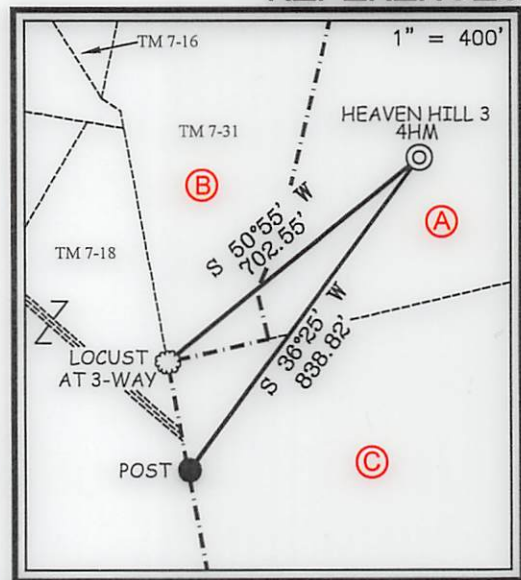 1" = 400'
TM 7-16
HEAVEN HILL 3
4HM
TM 7-31
B
A
S 50°55' W
702.55'
TM 7-18
LOCUST
AT 3-WAY
S 36°25' W
838.82'
POST
C